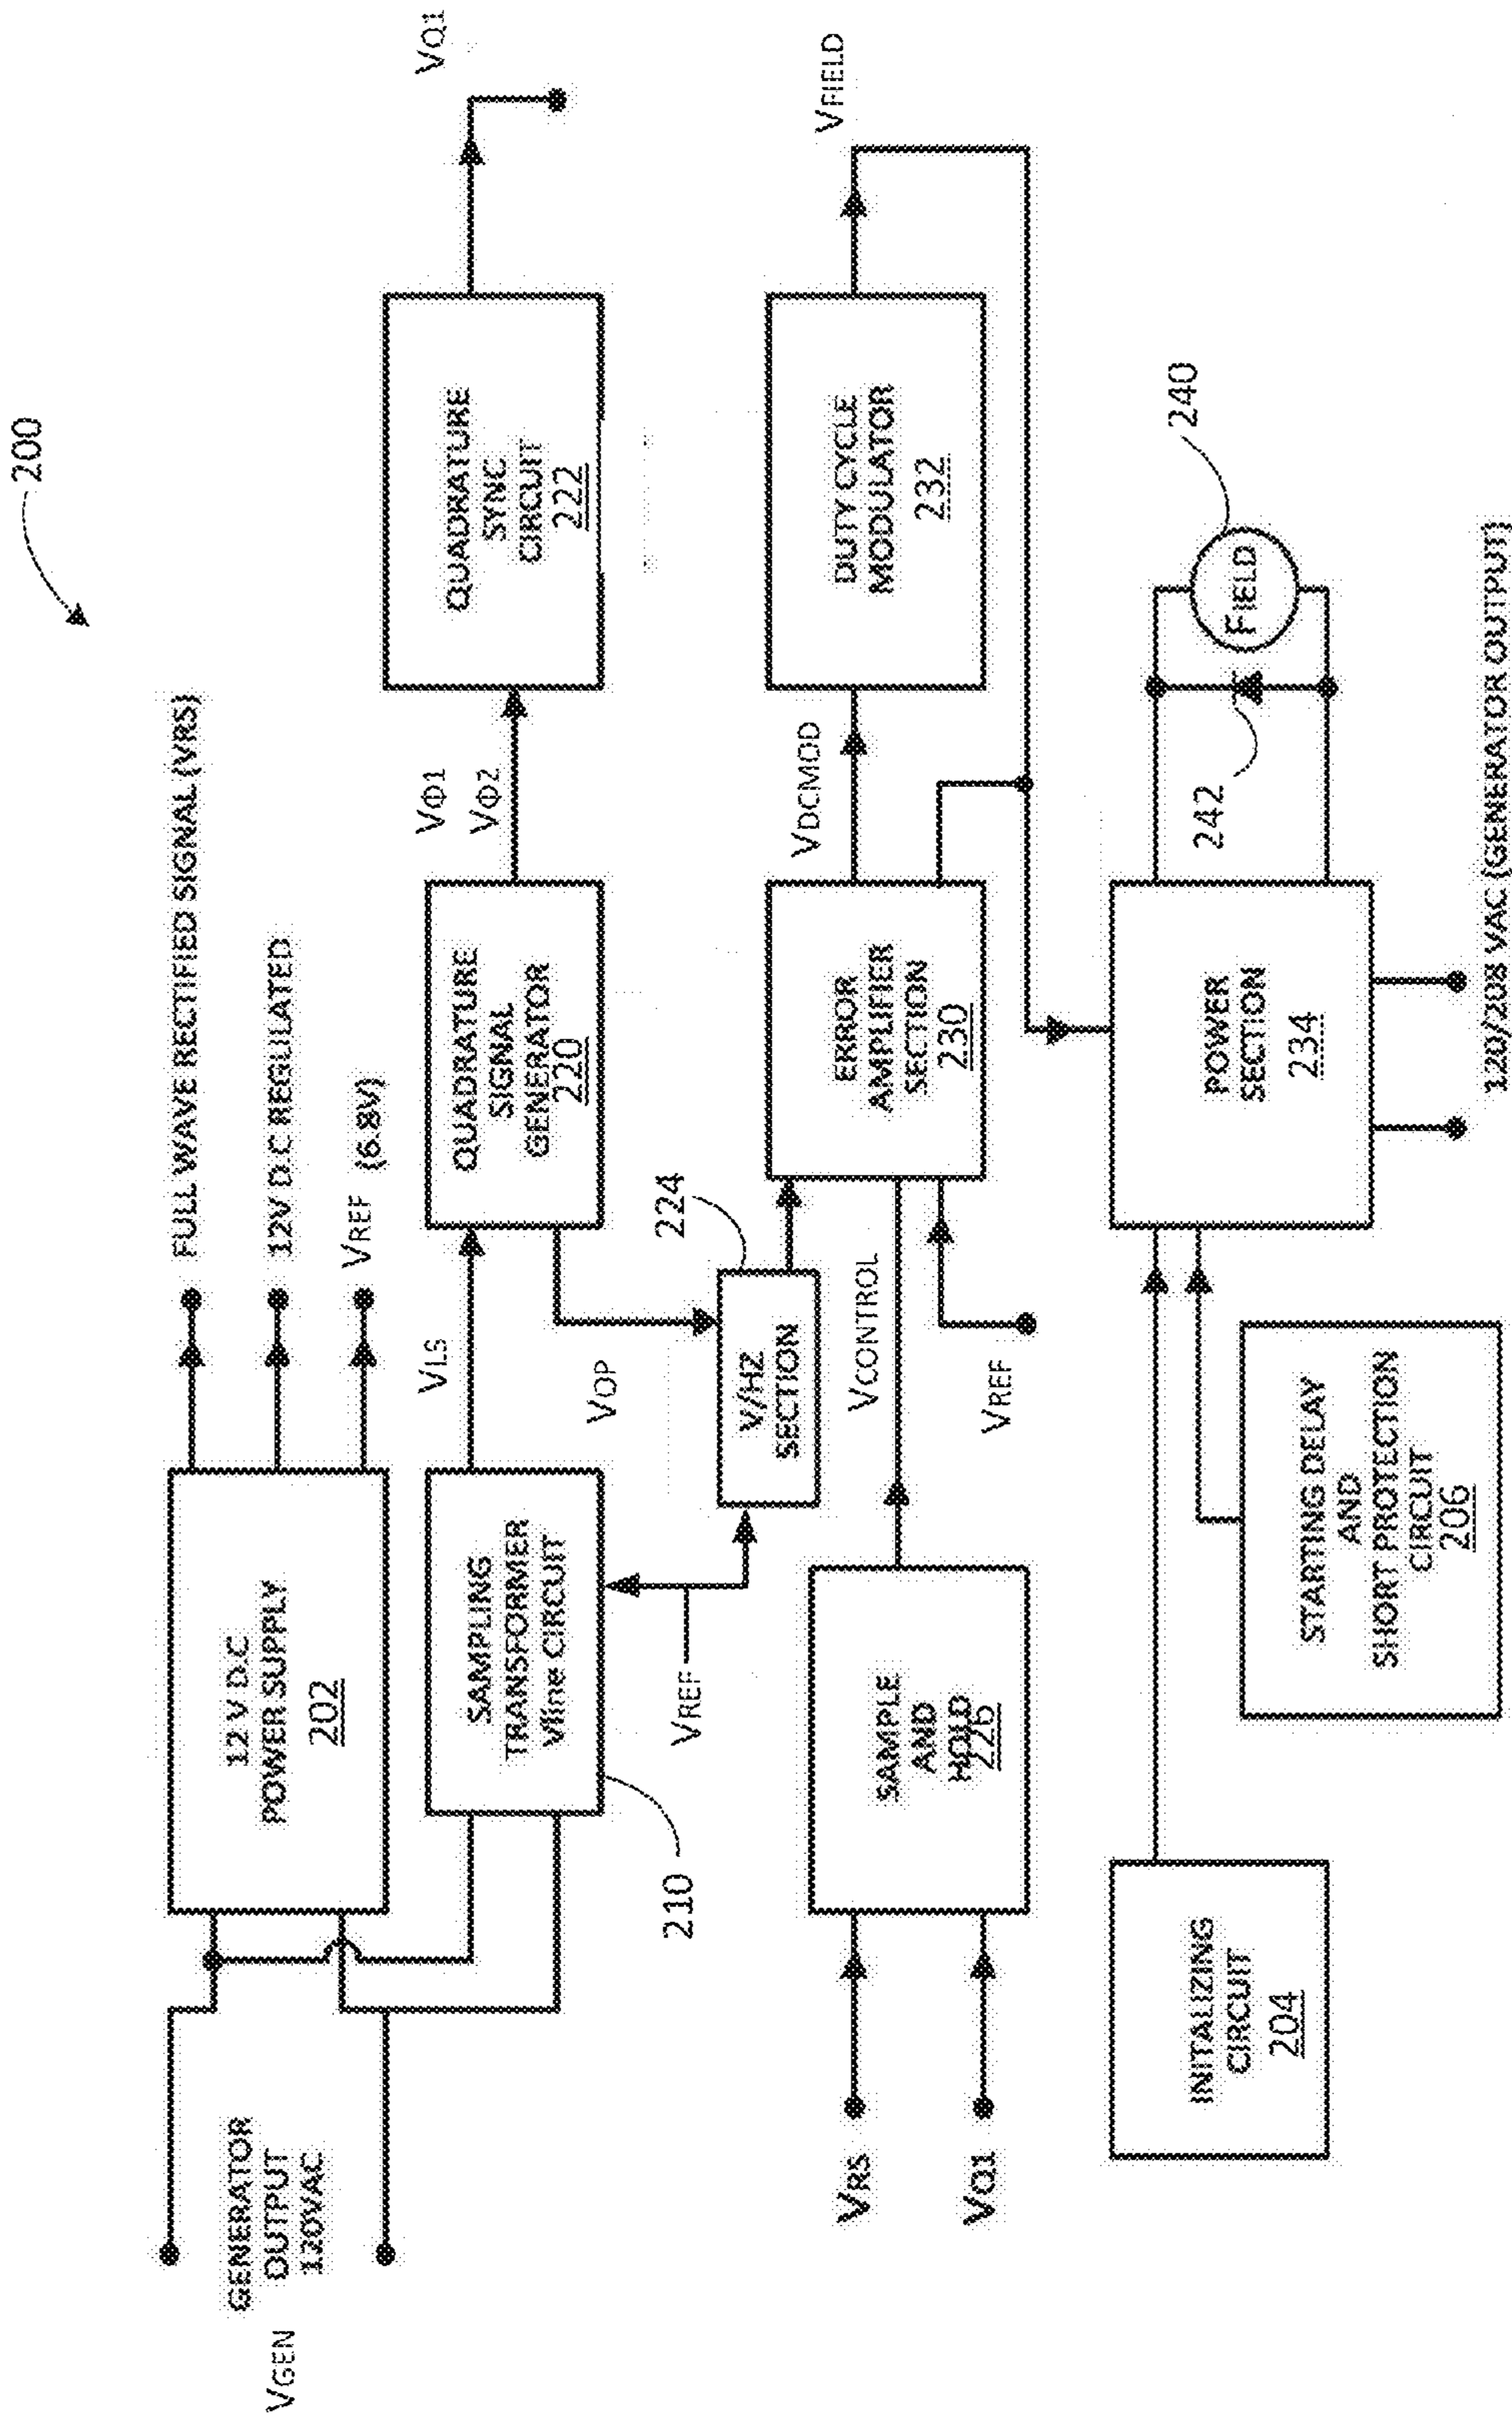 200
FULL WAVE RECTIFIED SIGNAL (VRS)
12V D.C REGULATED
VREF (6.8V)
GENERATOR
OUTPUT
120VAC
VGEN
12 V D.C
POWER SUPPLY
202
SAMPLING
TRANSFORMER
Vline CIRCUIT
210
VLS
QUADRATURE
SIGNAL
GENERATOR
220
VΦ1
VΦ2
QUADRATURE
SYNC
CIRCUIT
222
VQ1
VOP
VREF
V/HZ
SECTION
224
VRS
VQ1
SAMPLE
AND
HOLD
226
VCONTROL
VREF
ERROR
AMPLIFIER
SECTION
230
VDCMOD
DUTY CYCLE
MODULATOR
232
VFIELD
INITALIZING
CIRCUIT
204
STARTING DELAY
AND
SHORT PROTECTION
CIRCUIT
206
POWER
SECTION
234
242
FIELD
240
120/208 VAC (GENERATOR OUTPUT)